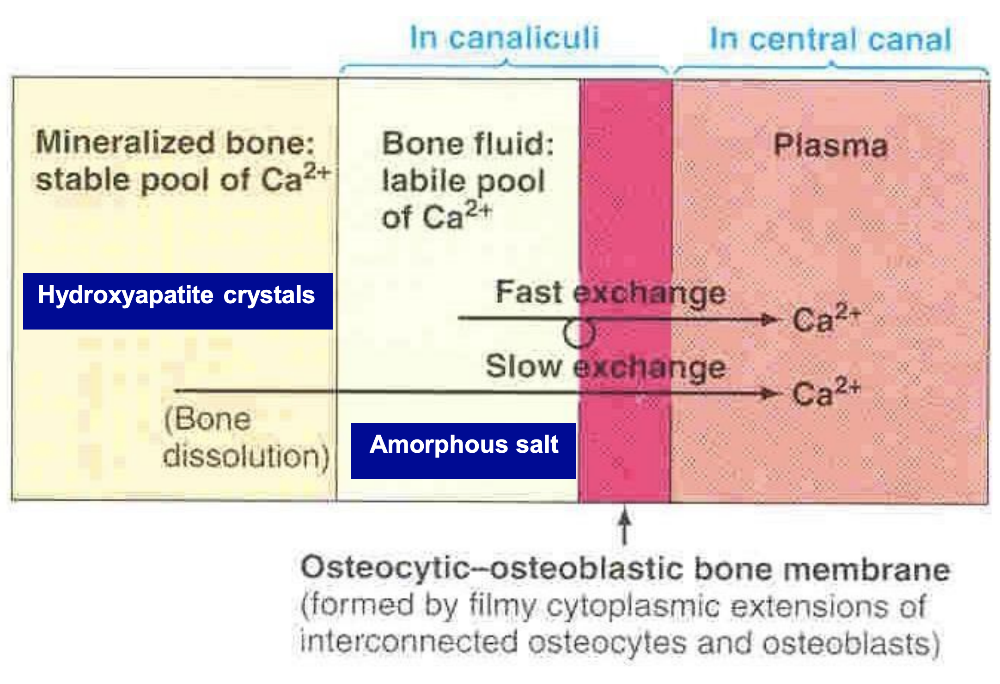 In canaliculi
In central canal
Mineralized bone:
stable pool of Ca²⁺
Bone fluid:
labile pool
of Ca²⁺
Plasma
Hydroxyapatite crystals
Fast exchange
Ca²⁺
Slow exchange
Ca²⁺
(Bone
dissolution)
Amorphous salt
Osteocytic–osteoblastic bone membrane
(formed by filmy cytoplasmic extensions of
interconnected osteocytes and osteoblasts)